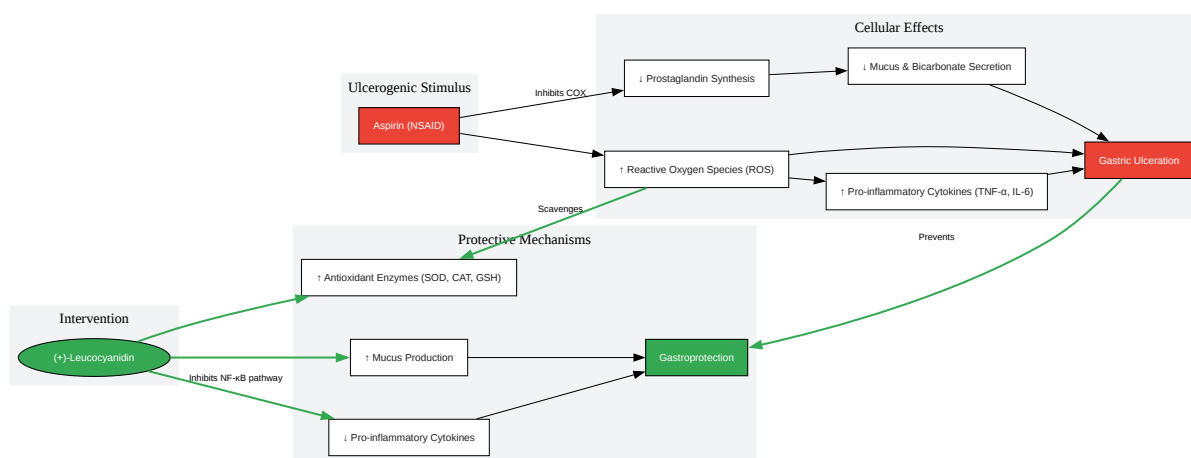 Cellular Effects
↓ Prostaglandin Synthesis
↓ Mucus & Bicarbonate Secretion
Ulcerogenic Stimulus
Inhibits COX
Aspirin (NSAID)
↑ Reactive Oxygen Species (ROS)
Gastric Ulceration
↑ Pro-inflammatory Cytokines (TNF-α, IL-6)
Scavenges
Prevents
Protective Mechanisms
↑ Antioxidant Enzymes (SOD, CAT, GSH)
Intervention
(+)-Leucocyanidin
↑ Mucus Production
Gastroprotection
Inhibits NF-κB pathway
↓ Pro-inflammatory Cytokines